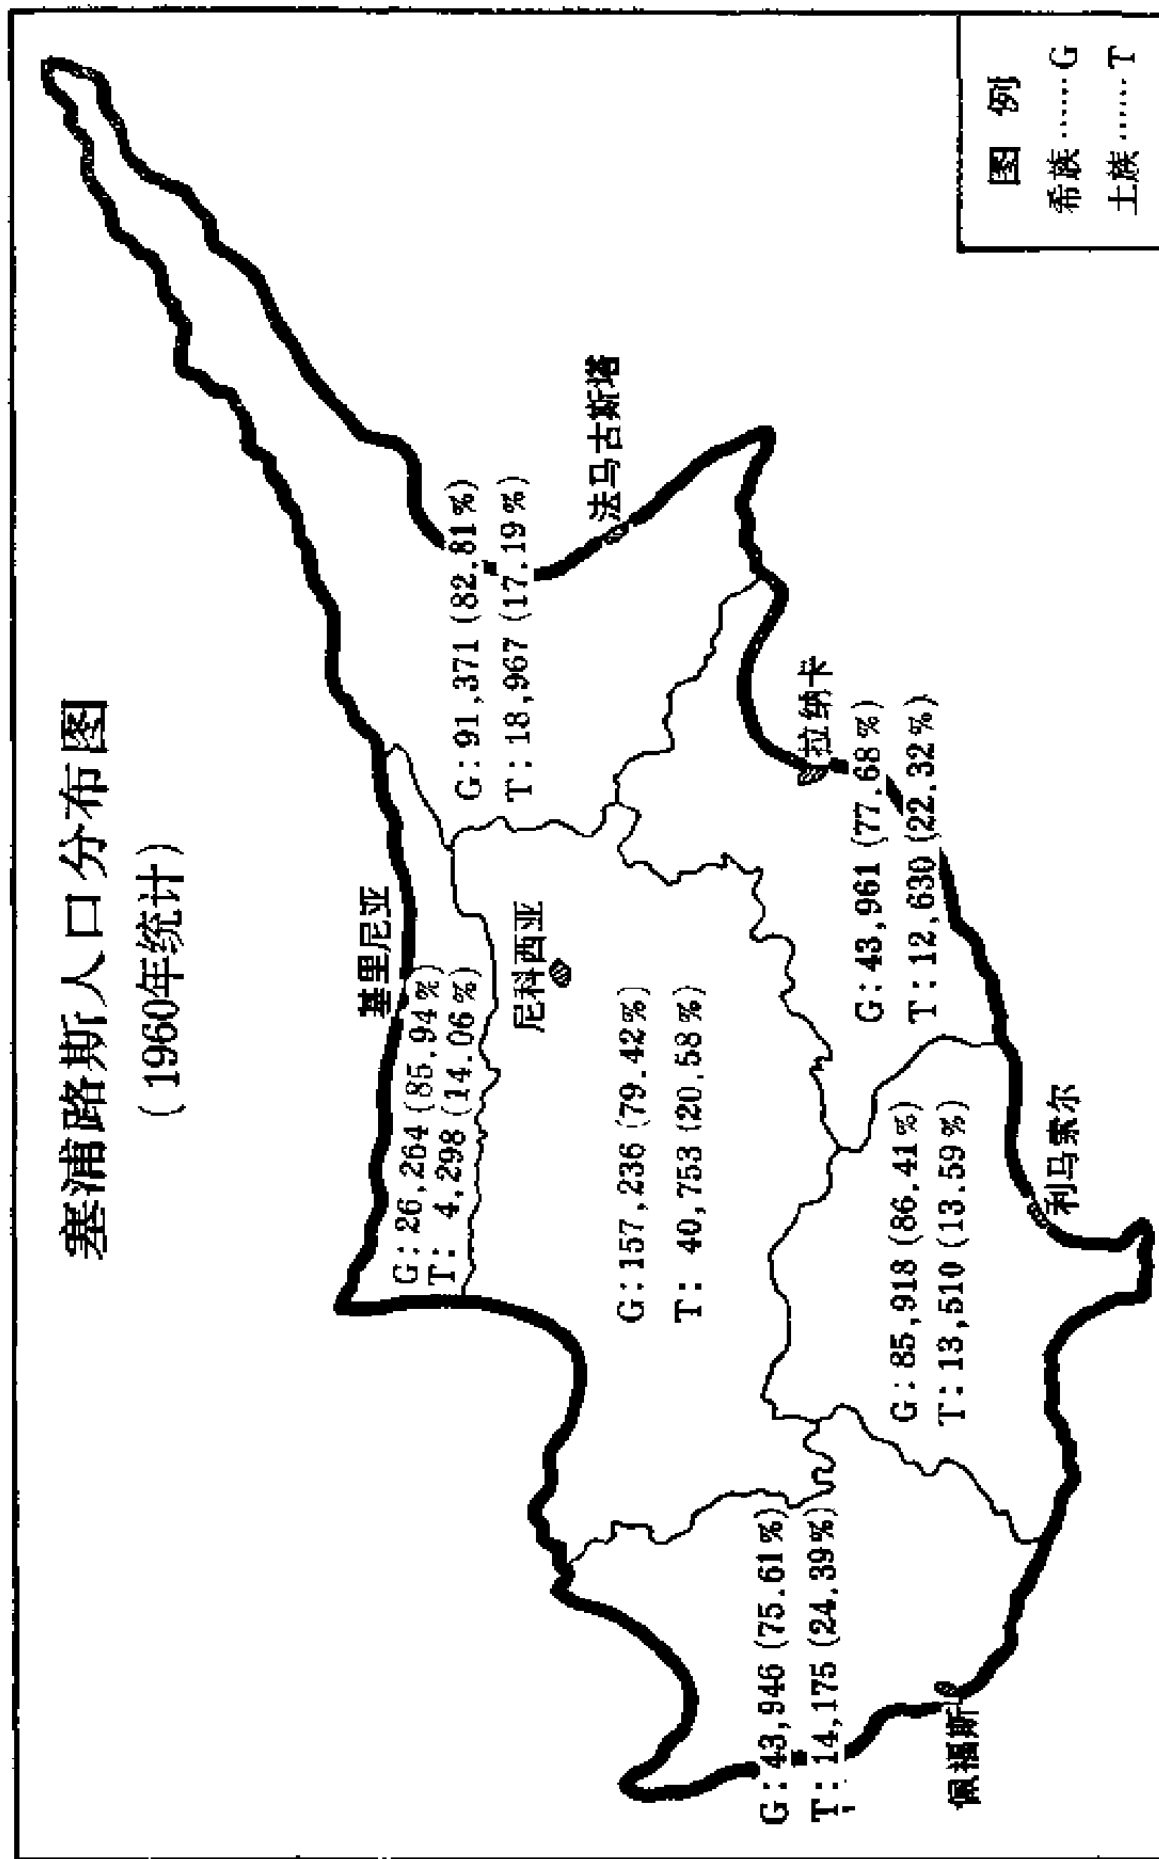 塞浦路斯人口分布图
(1960年统计)
基里尼亚
G:26,264(85.94%)
T: 4,298(14.06%)
尼科西亚
G:157,236(79.42%)
T: 40,753(20.58%)
G:91,371(82.81%)
T:18,967(17.19%)
法马古斯塔
拉纳卡
G:43,961(77.68%)
T:12,630(22.32%)
G:85,918(86.41%)
T:13,510(13.59%)
利马索尔
G:43,946(75.61%)
T:14,175(24.39%)
佩福斯
图 例
希族……G
土族……T